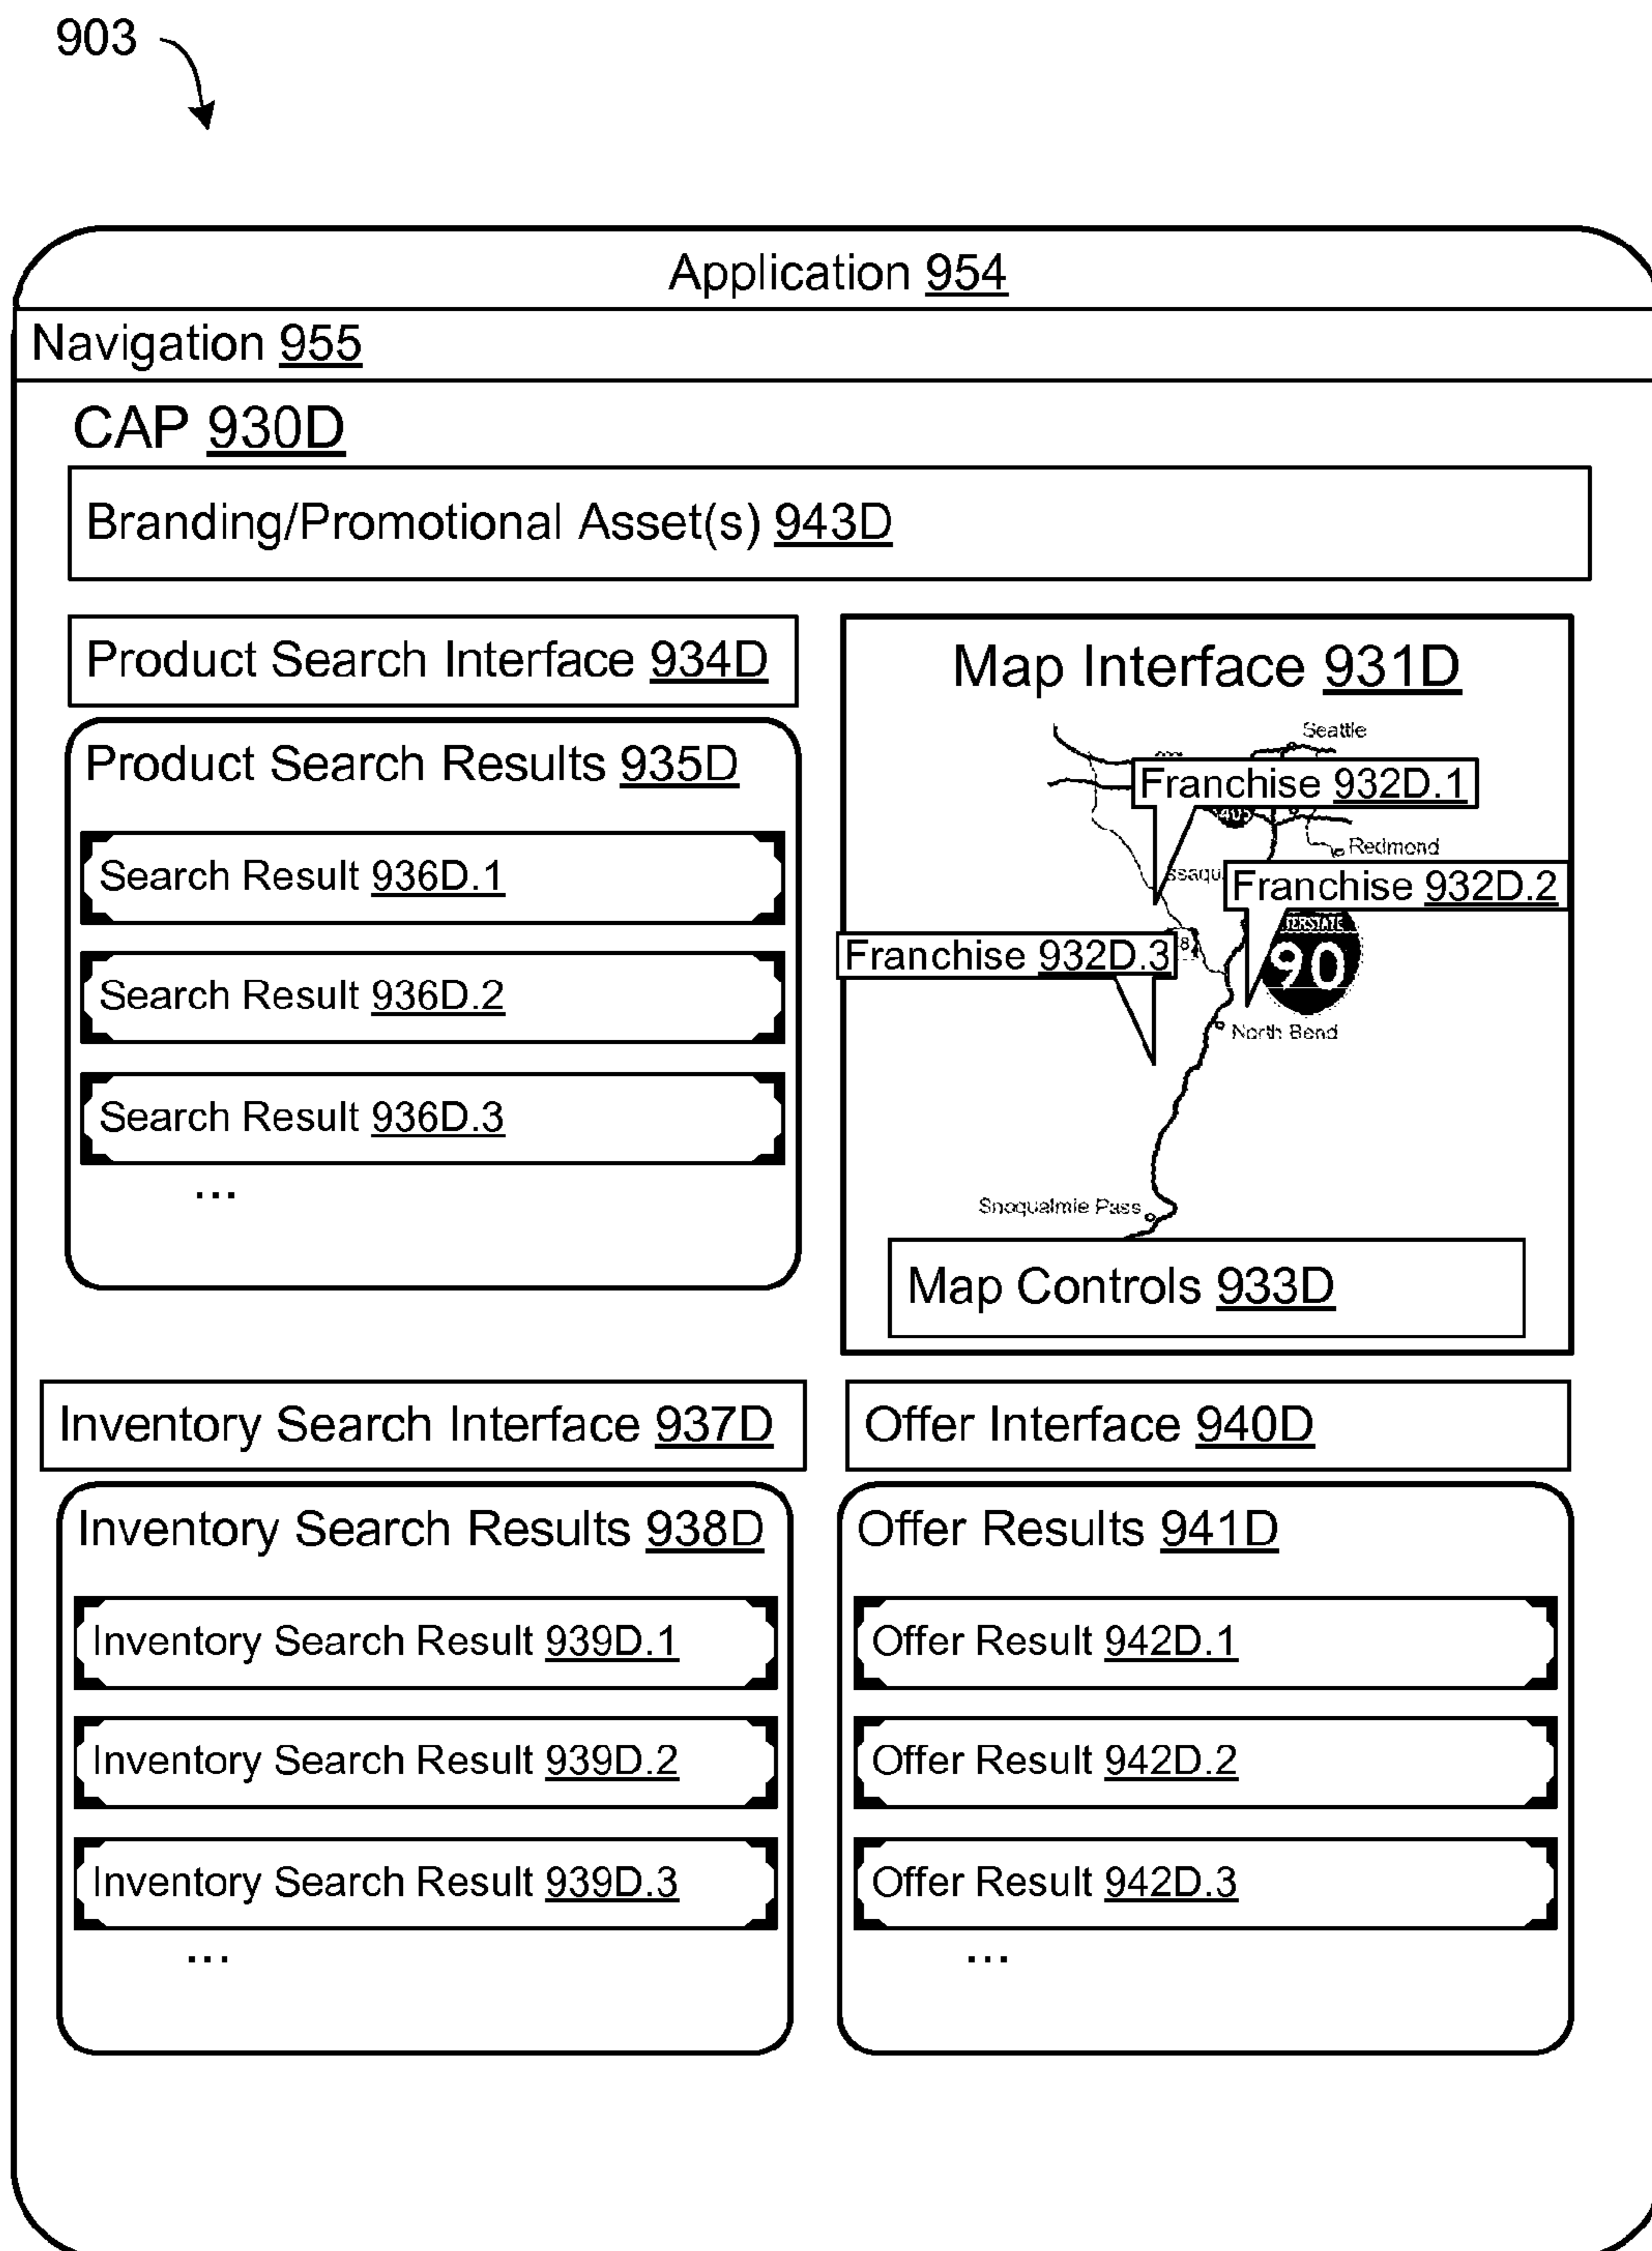 903
Application 954
Navigation 955
CAP 930D
Branding/Promotional Asset(s) 943D
Product Search Interface 934D
Product Search Results 935D
Search Result 936D.1
Search Result 936D.2
Search Result 936D.3
...
Map Interface 931D
Seattle
Franchise 932D.1
405
Redmond
ssaqu
Franchise 932D.2
Franchise 932D.3
8
90
North Bend
Snoqualmie Pass
Map Controls 933D
Inventory Search Interface 937D
Inventory Search Results 938D
Inventory Search Result 939D.1
Inventory Search Result 939D.2
Inventory Search Result 939D.3
...
Offer Interface 940D
Offer Results 941D
Offer Result 942D.1
Offer Result 942D.2
Offer Result 942D.3
...